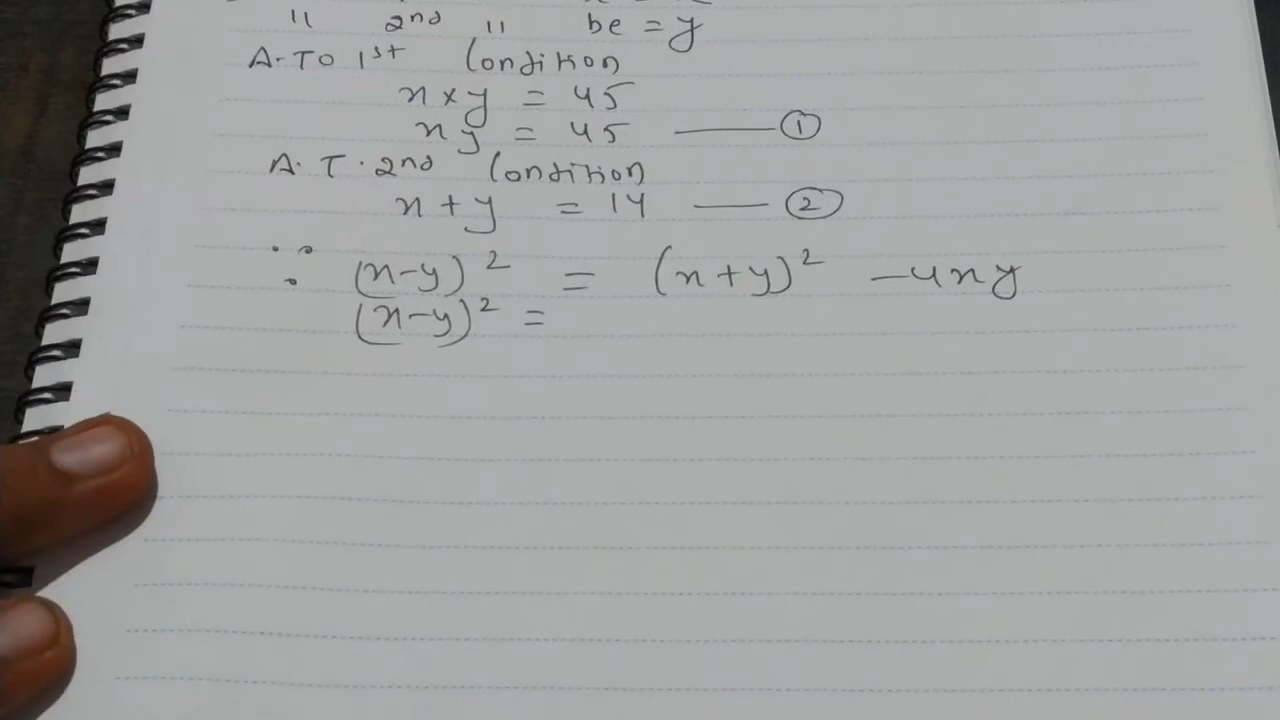 " 2nd " be = y
A.To 1st Condition
x × y = 45
xy = 45 —— ①
A.T. 2nd Condition
x + y = 14 —— ②
∴ (x-y)² = (x+y)² - 4xy
(x-y)² =